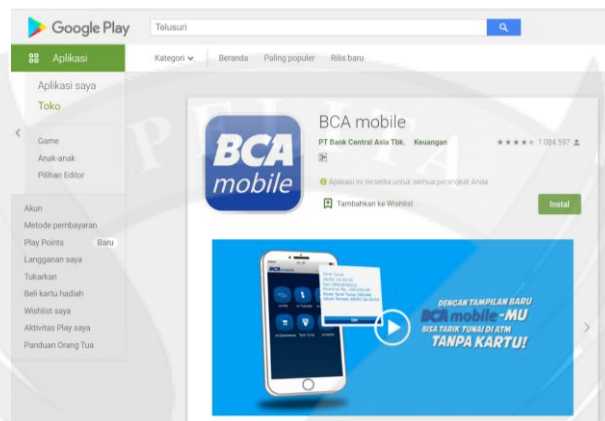 Google Play
Telusuri
Aplikasi
Kategori
Beranda
Paling populer
Rilis baru
Aplikasi saya
Toko
Game
Anak-anak
Pilihan Editor
Akun
Metode pembayaran
Play Points Baru
Langganan saya
Tukarkan
Beli kartu hadiah
Wishlist saya
Aktivitas Play saya
Panduan Orang Tua
PELITA
BCA mobile
BCA
mobile
PT Bank Central Asia Tbk. Keuangan
1.084.597
3+
Aplikasi ini tersedia untuk semua perangkat Anda
Tambahkan ke Wishlist
Instal
DENGAN TAMPILAN BARU
BCA mobile-MU
BISA TARIK TUNAI DI ATM
TANPA KARTU!